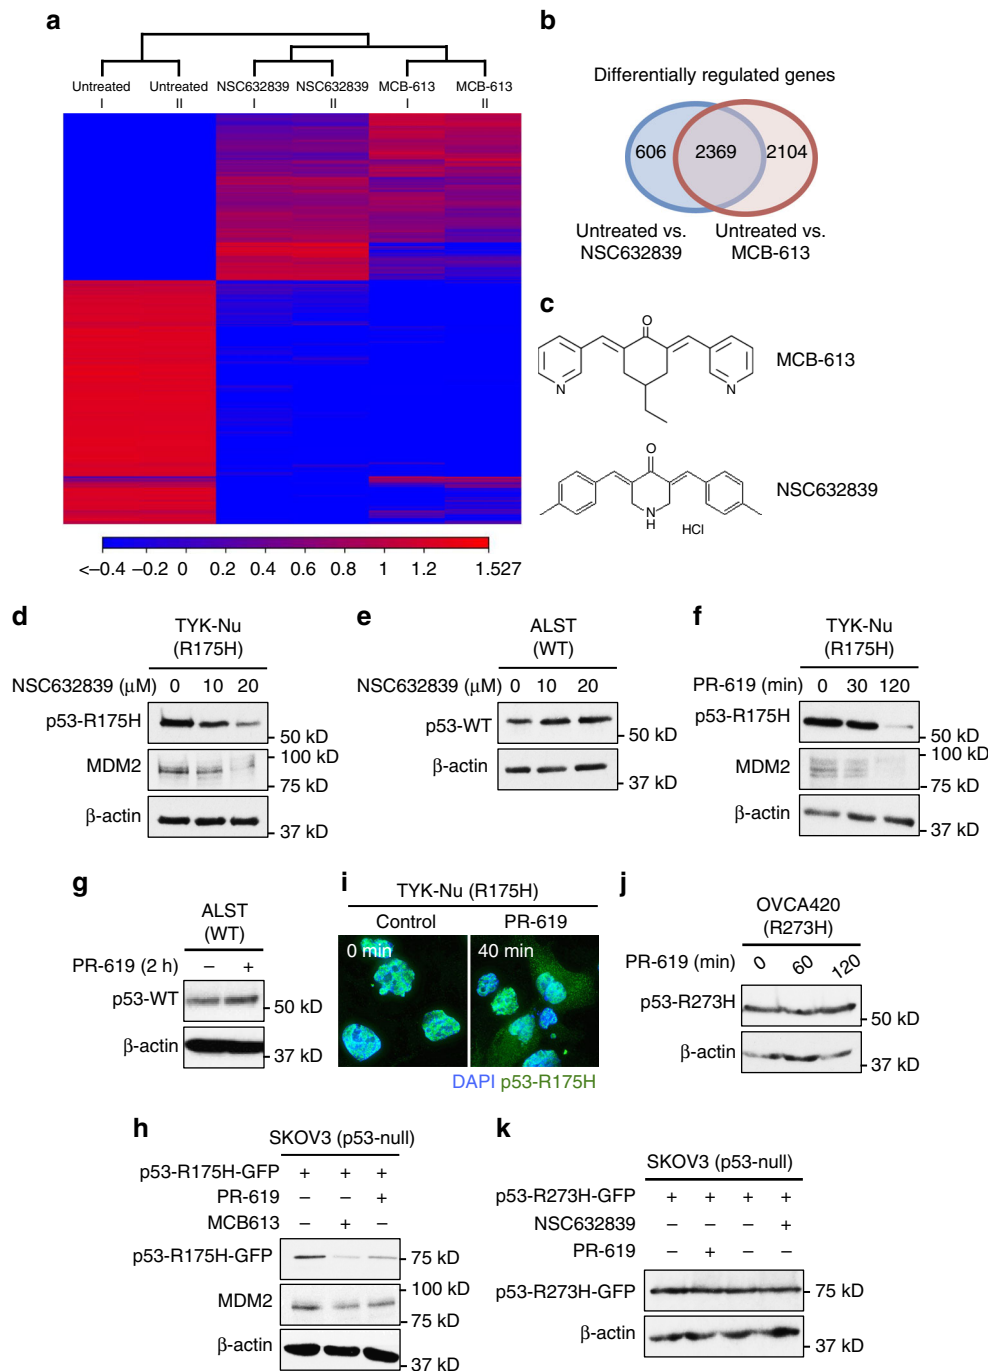 a
Untreated Untreated NSC632839 NSC632839 MCB-613 MCB-613
I II I II I II
<–0.4 –0.2 0 0.2 0.4 0.6 0.8 1 1.2 1.527
b
Differentially regulated genes
606 2369 2104
Untreated vs. NSC632839
Untreated vs. MCB-613
c
O
N N
MCB-613
O
N
H
HCl
NSC632839
d
TYK-Nu
(R175H)
NSC632839 (μM) 0 10 20
p53-R175H
50 kD
100 kD
MDM2
75 kD
β-actin
37 kD
e
ALST
(WT)
NSC632839 (μM) 0 10 20
p53-WT
50 kD
β-actin
37 kD
f
TYK-Nu
(R175H)
PR-619 (min) 0 30 120
p53-R175H
50 kD
100 kD
MDM2
75 kD
β-actin
37 kD
g
ALST
(WT)
PR-619 (2 h) – +
p53-WT
50 kD
β-actin
37 kD
i
TYK-Nu (R175H)
Control PR-619
0 min 40 min
DAPI p53-R175H
j
OVCA420
(R273H)
PR-619 (min) 0 60 120
p53-R273H
50 kD
β-actin
37 kD
h
SKOV3 (p53-null)
p53-R175H-GFP + + +
PR-619 – – +
MCB613 – + –
p53-R175H-GFP
75 kD
100 kD
MDM2
75 kD
β-actin
37 kD
k
SKOV3 (p53-null)
p53-R273H-GFP + + + +
NSC632839 – – – +
PR-619 – + – –
p53-R273H-GFP
75 kD
β-actin
37 kD